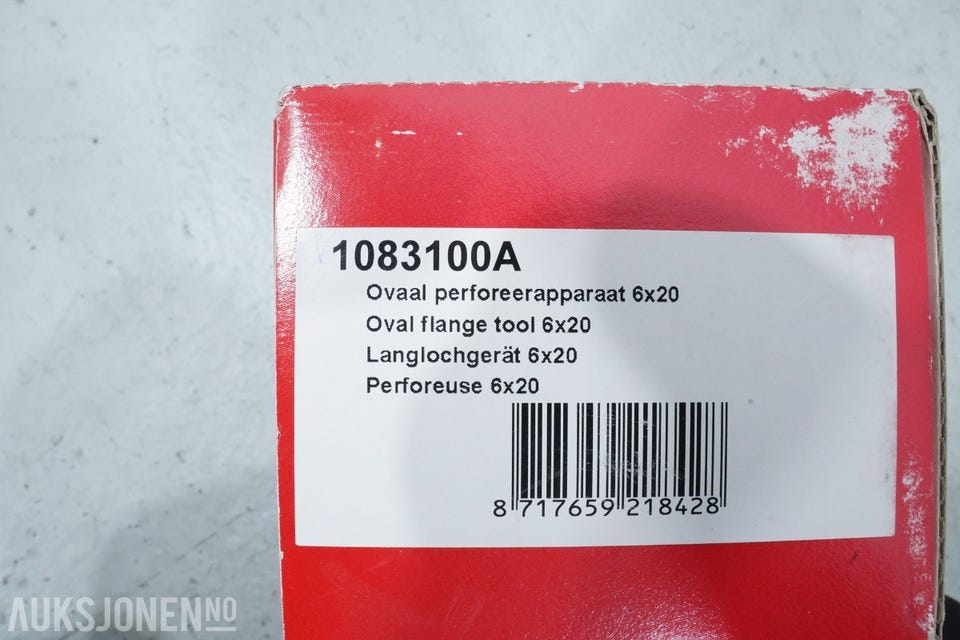 1083100A
Ovaal perforeerapparaat 6x20
Oval flange tool 6x20
Langlochgerät 6x20
Perforeuse 6x20
8 717659 218428
AUKSJONEN.NO